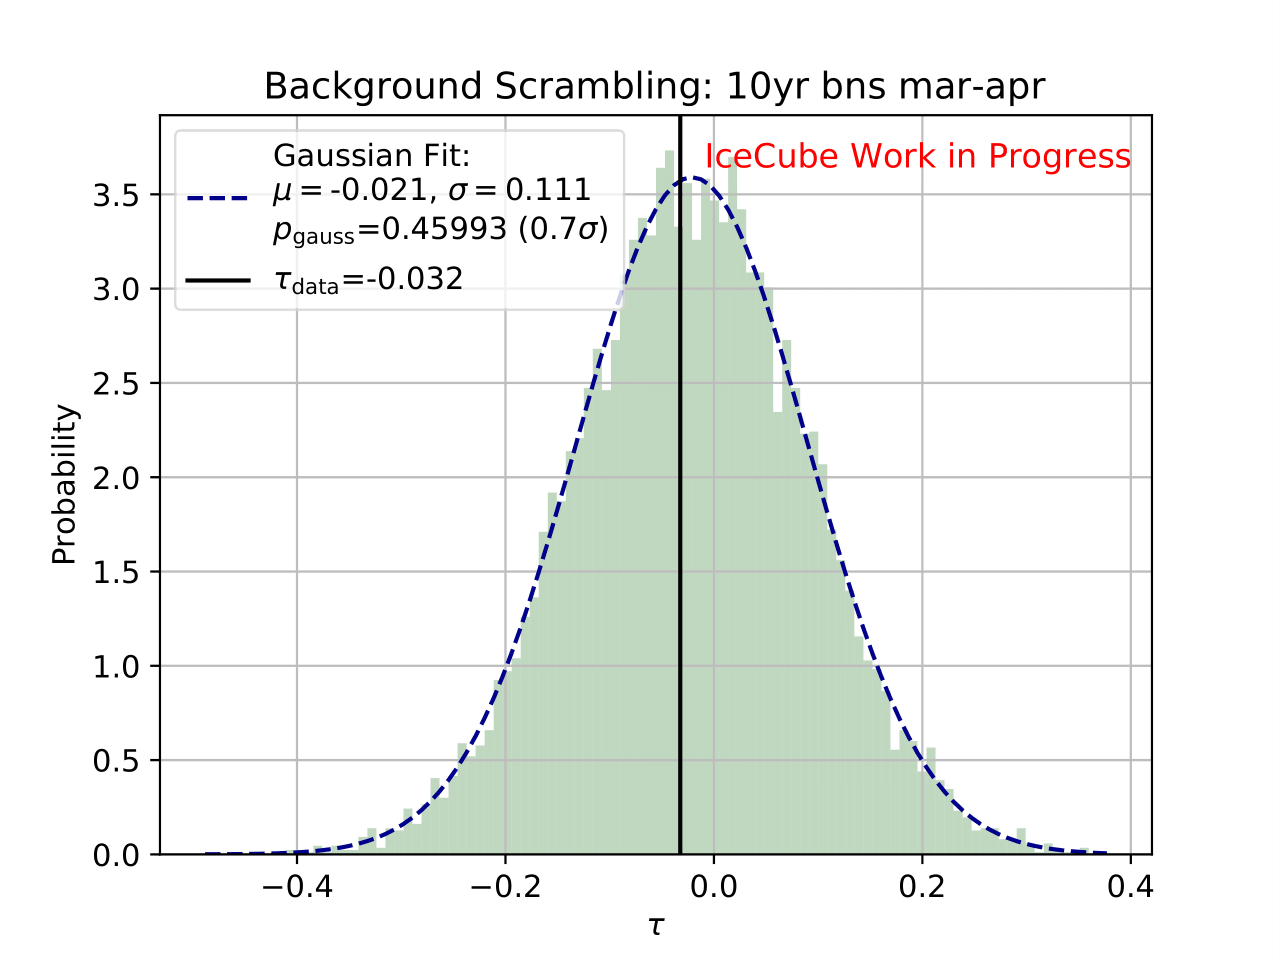 Background Scrambling: 10yr bns mar-apr
Gaussian Fit:
μ = -0.021, σ = 0.111
p_gauss=0.45993 (0.7σ)
τ_data=-0.032
IceCube Work in Progress
3.5
3.0
2.5
2.0
1.5
1.0
0.5
0.0
Probability
−0.4 −0.2 0.0 0.2 0.4
τ